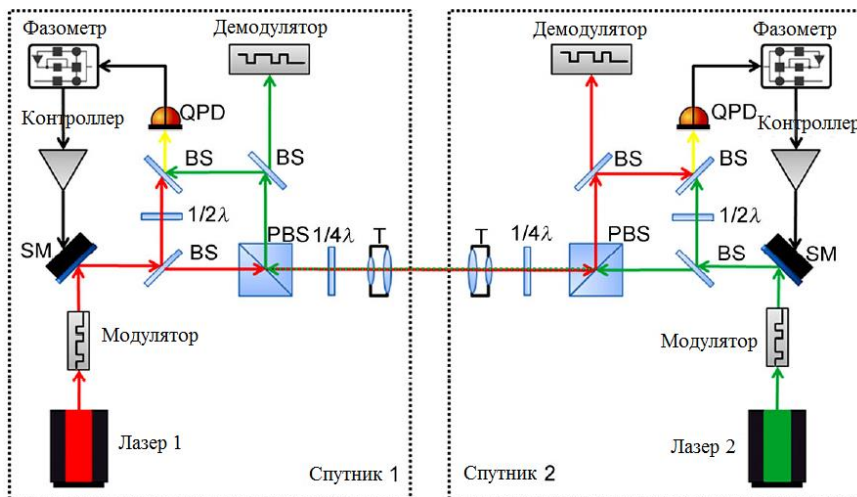 Фазометр
Демодулятор
QPD
Контроллер
BS
BS
1/2λ
SM
BS
PBS
1/4λ
T
Модулятор
Лазер 1
Спутник 1
Демодулятор
Фазометр
QPD
Контроллер
BS
BS
1/2λ
T
1/4λ
PBS
BS
SM
Модулятор
Лазер 2
Спутник 2